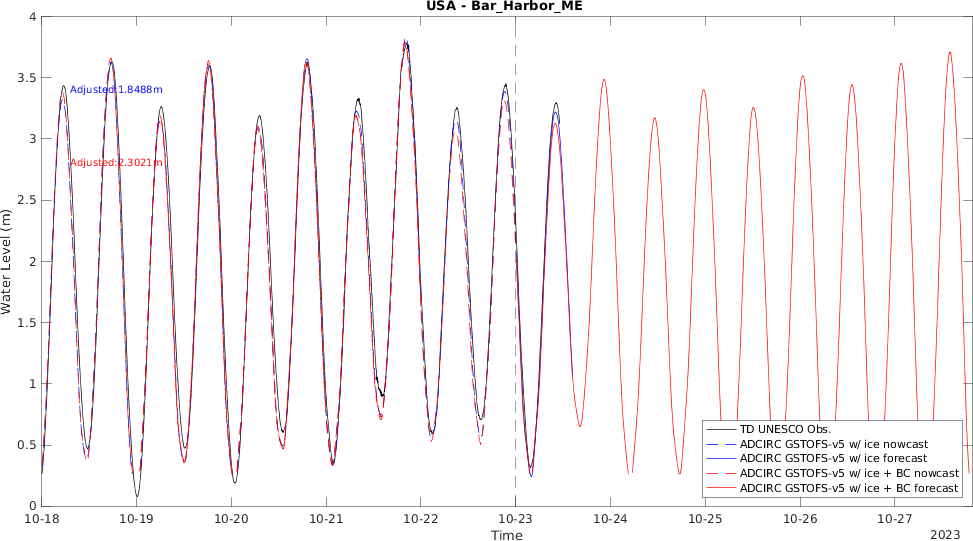 USA - Bar_Harbor_ME
4
3.5
3
2.5
2
1.5
1
0.5
0
Water Level (m)
Adjusted:1.8488m
Adjusted:2.3021m
TD UNESCO Obs.
ADCIRC GSTOFS-v5 w/ ice nowcast
ADCIRC GSTOFS-v5 w/ ice forecast
ADCIRC GSTOFS-v5 w/ ice + BC nowcast
ADCIRC GSTOFS-v5 w/ ice + BC forecast
10-18 10-19 10-20 10-21 10-22 10-23 10-24 10-25 10-26 10-27
Time
2023